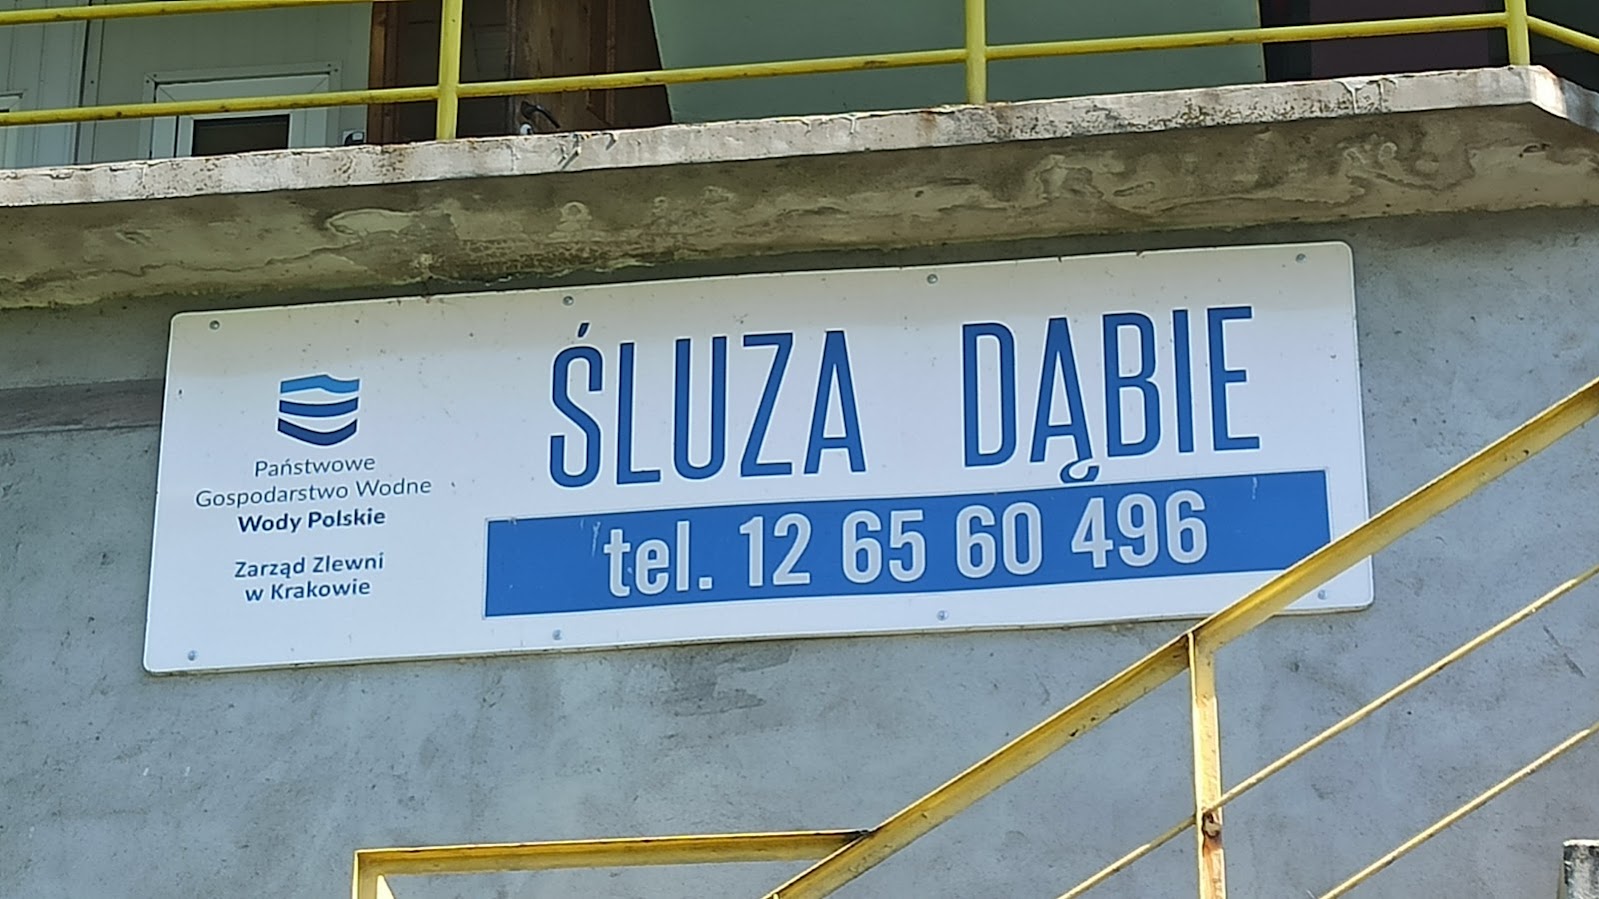 Państwowe
Gospodarstwo Wodne
Wody Polskie
Zarząd Zlewni
w Krakowie
ŚLUZA DĄBIE
tel. 12 65 60 496